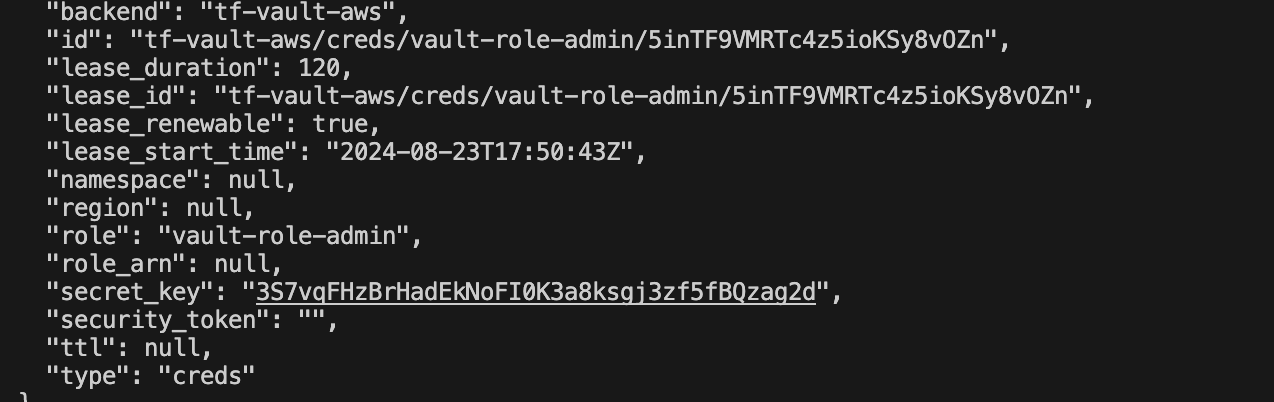 "backend": "tf-vault-aws",
"id": "tf-vault-aws/creds/vault-role-admin/5inTF9VMRTc4z5ioKSy8vOZn",
"lease_duration": 120,
"lease_id": "tf-vault-aws/creds/vault-role-admin/5inTF9VMRTc4z5ioKSy8vOZn",
"lease_renewable": true,
"lease_start_time": "2024-08-23T17:50:43Z",
"namespace": null,
"region": null,
"role": "vault-role-admin",
"role_arn": null,
"secret_key": "3S7vqFHzBrHadEkNoFI0K3a8ksgj3zf5fBQzag2d",
"security_token": "",
"ttl": null,
"type": "creds"
}